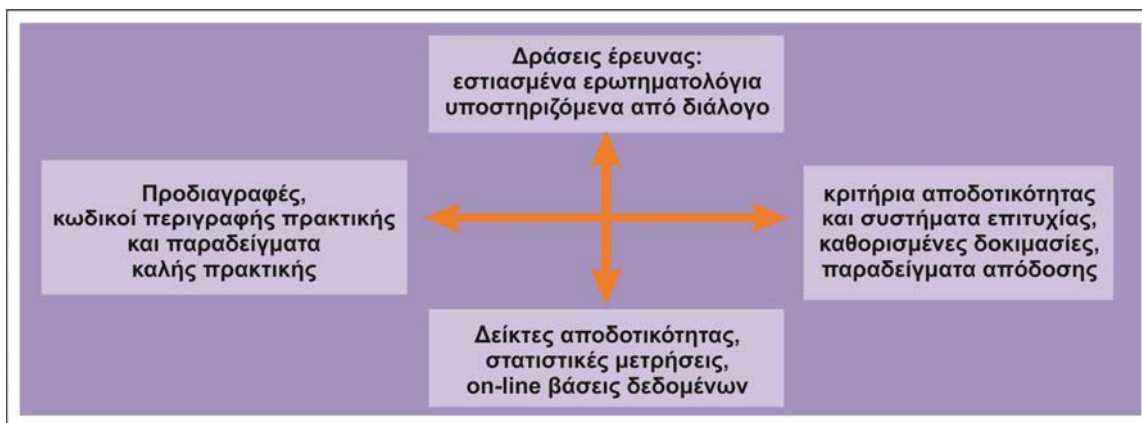 Δράσεις έρευνας:
εστιασμένα ερωτηματολόγια
υποστηριζόμενα από διάλογο
Προδιαγραφές,
κωδικοί περιγραφής πρακτικής
και παραδείγματα
καλής πρακτικής
κριτήρια αποδοτικότητας
και συστήματα επιτυχίας,
καθορισμένες δοκιμασίες,
παραδείγματα απόδοσης
Δείκτες αποδοτικότητας,
στατιστικές μετρήσεις,
on-line βάσεις δεδομένων